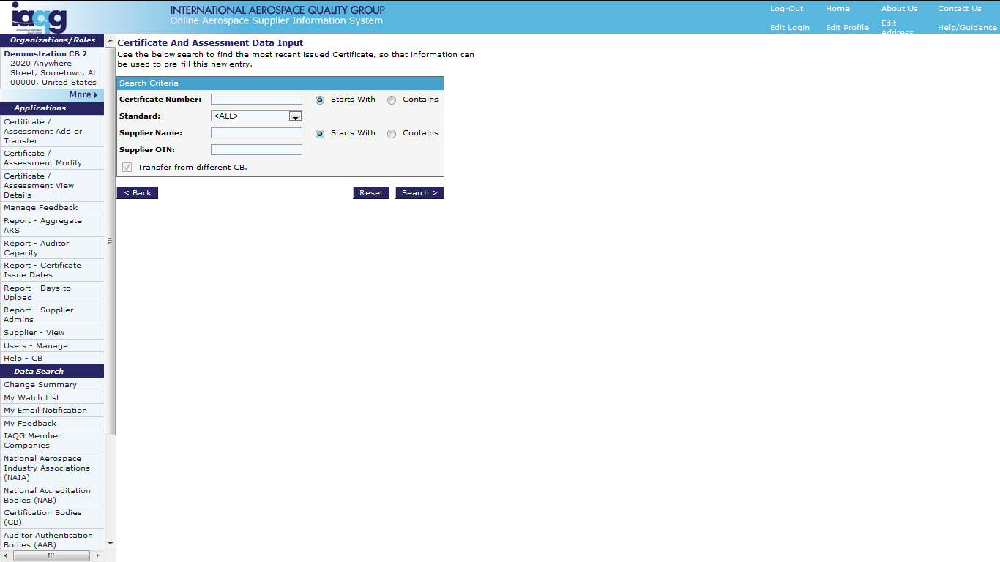 iaqg
INTERNATIONAL AEROSPACE QUALITY GROUP
Online Aerospace Supplier Information System
Log-Out Home About Us Contact Us
Edit Login Edit Profile Edit Address Help/Guidance
Organizations/Roles
Demonstration CB 2
2020 Anywhere
Street, Sometown, AL
00000, United States
More
Applications
Certificate /
Assessment Add or
Transfer
Certificate /
Assessment Modify
Certificate /
Assessment View
Details
Manage Feedback
Report - Aggregate
ARS
Report - Auditor
Capacity
Report - Certificate
Issue Dates
Report - Days to
Upload
Report - Supplier
Admins
Supplier - View
Users - Manage
Help - CB
Data Search
Change Summary
My Watch List
My Email Notification
My Feedback
IAQG Member
Companies
National Aerospace
Industry Associations
(NAIA)
National Accreditation
Bodies (NAB)
Certification Bodies
(CB)
Auditor Authentication
Bodies (AAB)
Certificate And Assessment Data Input
Use the below search to find the most recent issued Certificate, so that information can
be used to pre-fill this new entry.
Search Criteria
Certificate Number: Starts With Contains
Standard: <ALL>
Supplier Name: Starts With Contains
Supplier OIN:
Transfer from different CB.
< Back Reset Search >